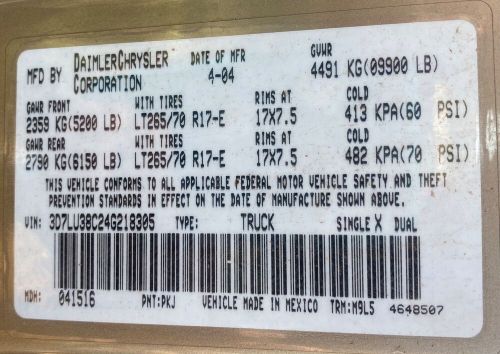 MFD BY DAIMLERCHRYSLER CORPORATION DATE OF MFR 4-04 GVWR 4491 KG(09900 LB)
GAWR FRONT WITH TIRES RIMS AT COLD
2359 KG(5200 LB) LT265/70 R17-E 17X7.5 413 KPA(60 PSI)
GAWR REAR WITH TIRES RIMS AT COLD
2790 KG(6150 LB) LT265/70 R17-E 17X7.5 482 KPA(70 PSI)
THIS VEHICLE CONFORMS TO ALL APPLICABLE FEDERAL MOTOR VEHICLE SAFETY AND THEFT
PREVENTION STANDARDS IN EFFECT ON THE DATE OF MANUFACTURE SHOWN ABOVE.
VIN: 3D7LU38C24G218305 TYPE: TRUCK SINGLE X DUAL
MDH: 041516 PNT:PKJ VEHICLE MADE IN MEXICO TRM:M9L5 4648507